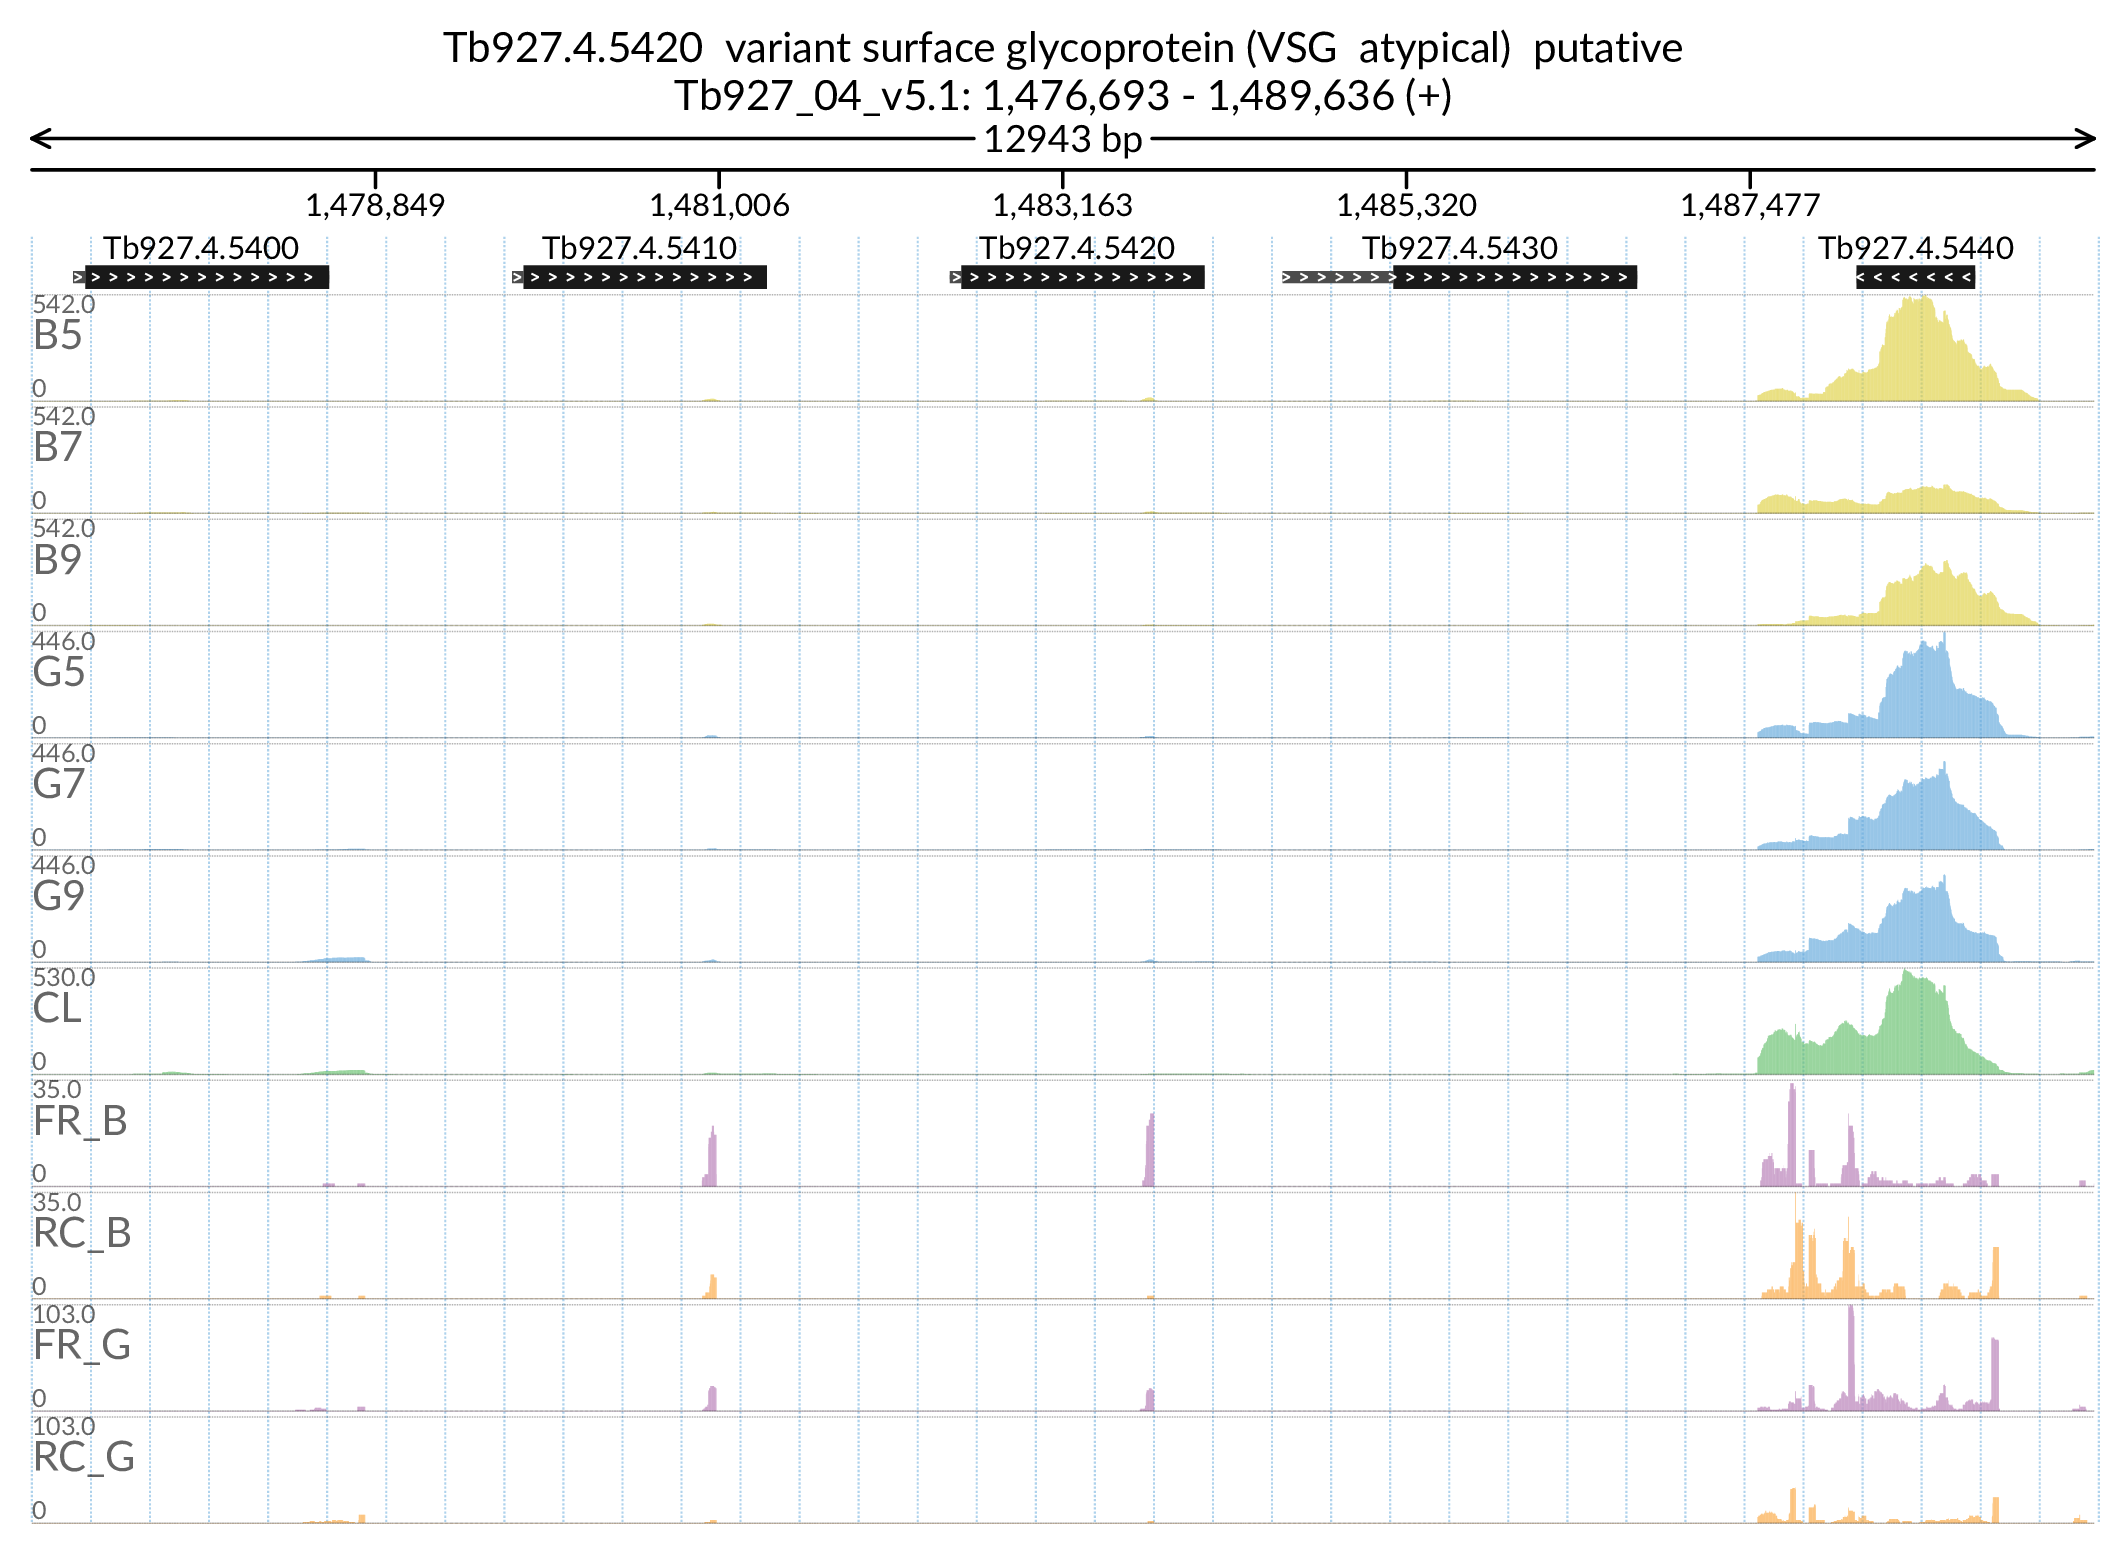 Tb927.4.5420 variant surface glycoprotein (VSG atypical) putative
Tb927_04_v5.1: 1,476,693 - 1,489,636 (+)
12943 bp
1,478,849 1,481,006 1,483,163 1,485,320 1,487,477
Tb927.4.5400 Tb927.4.5410 Tb927.4.5420 Tb927.4.5430 Tb927.4.5440
542.0
B5
0
542.0
B7
0
542.0
B9
0
446.0
G5
0
446.0
G7
0
446.0
G9
0
530.0
CL
0
35.0
FR_B
0
35.0
RC_B
0
103.0
FR_G
0
103.0
RC_G
0